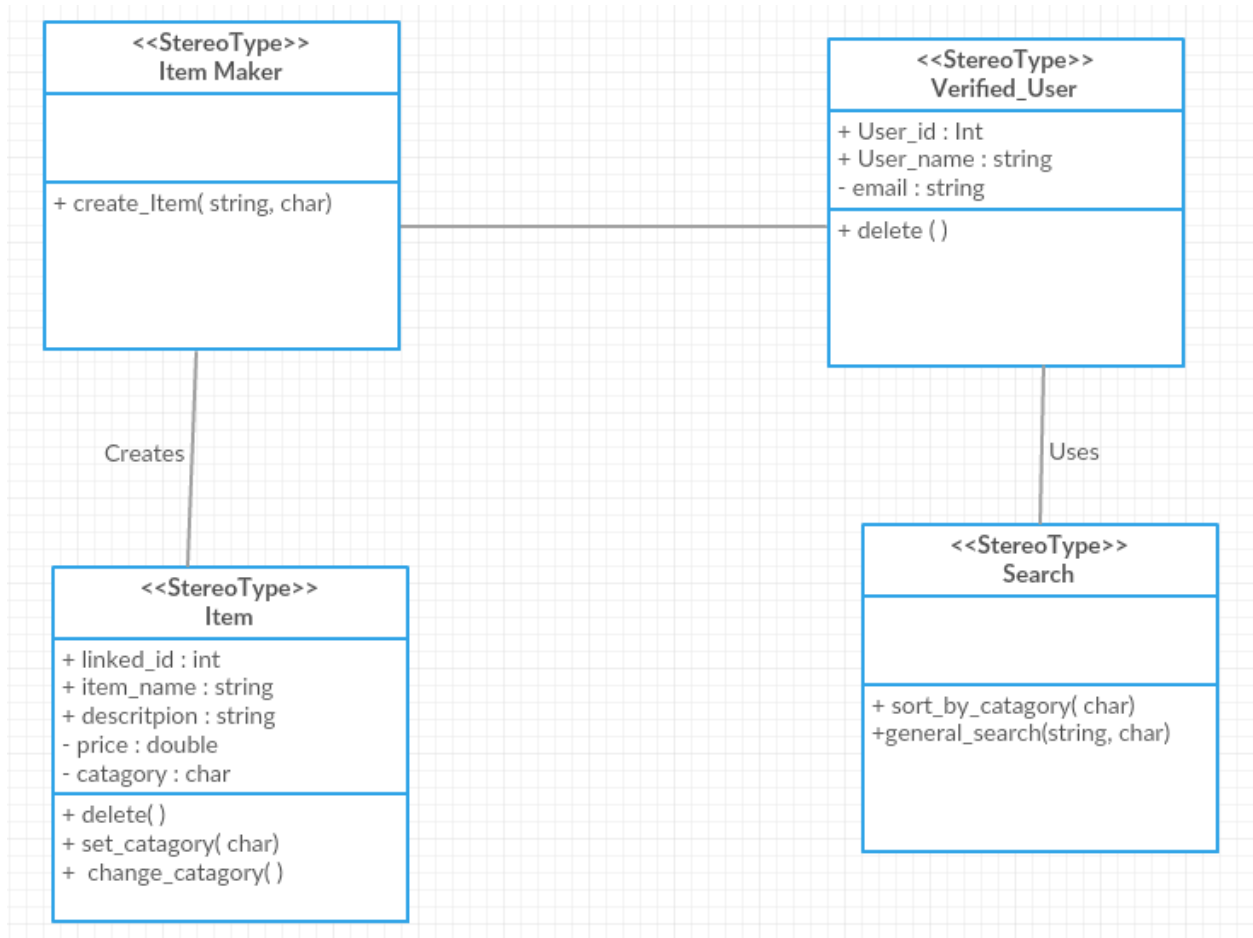 <<StereoType>>
Item Maker
+ create_Item( string, char)
<<StereoType>>
Verified_User
+ User_id : Int
+ User_name : string
- email : string
+ delete ( )
Creates
Uses
<<StereoType>>
Item
+ linked_id : int
+ item_name : string
+ descritpion : string
- price : double
- catagory : char
+ delete( )
+ set_catagory( char)
+  change_catagory( )
<<StereoType>>
Search
+ sort_by_catagory( char)
+general_search(string, char)